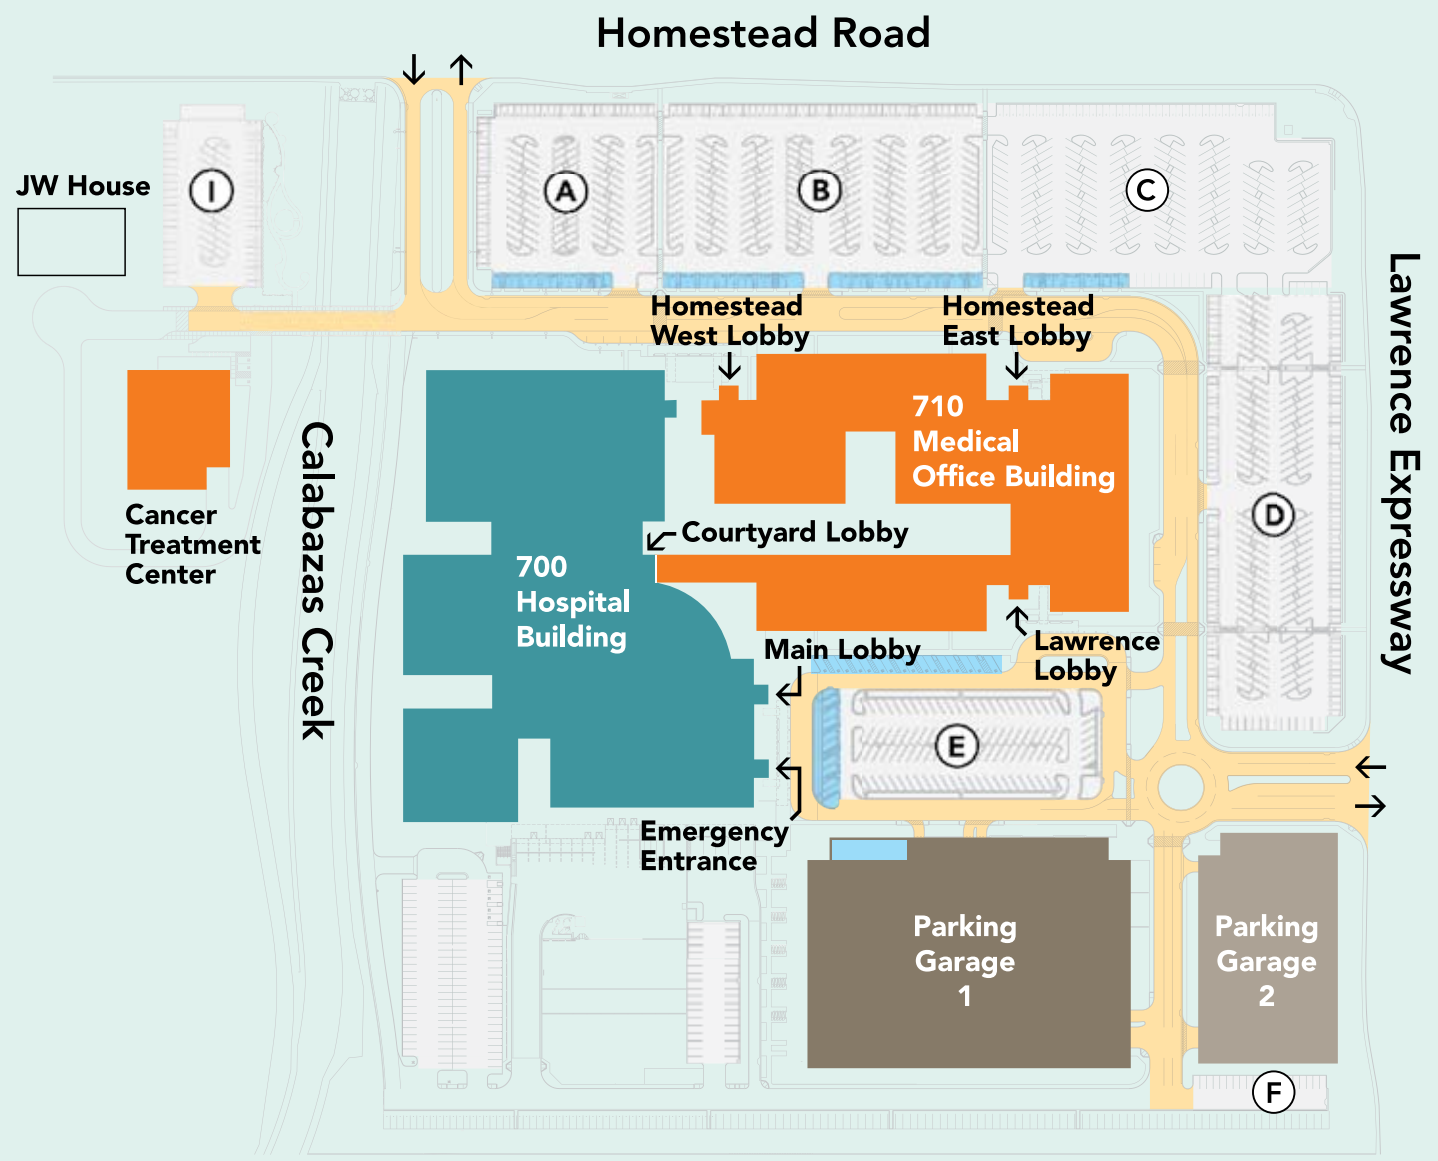 Homestead Road
I
A
B
C
JW House
Homestead
West Lobby
Homestead
East Lobby
Lawrence Expressway
710
Medical
Office Building
Calabazas Creek
Cancer
Treatment
Center
D
Courtyard Lobby
700
Hospital
Building
Main Lobby
Lawrence
Lobby
E
Emergency
Entrance
Parking
Garage
1
Parking
Garage
2
F